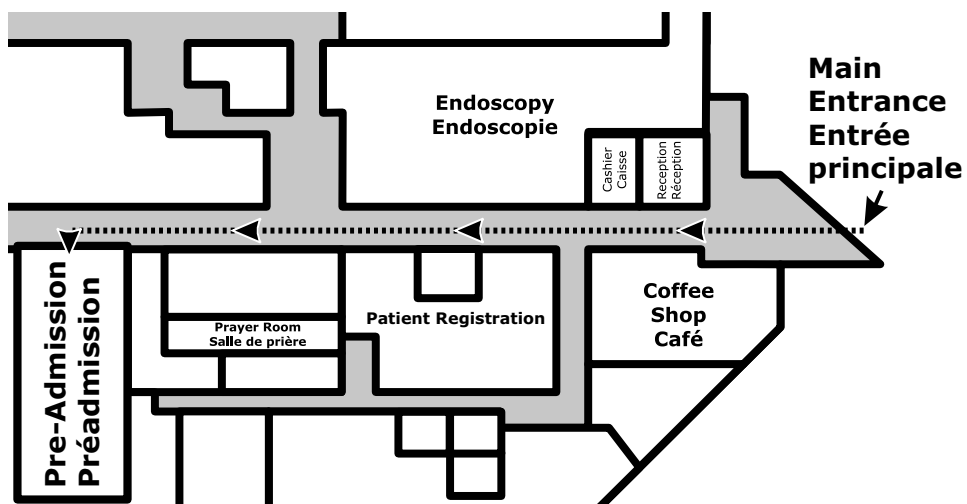 Main
Entrance
Entrée
principale
Endoscopy
Endoscopie
Cashier
Caisse
Reception
Réception
Pre-Admission
Préadmission
Prayer Room
Salle de prière
Patient Registration
Coffee
Shop
Café